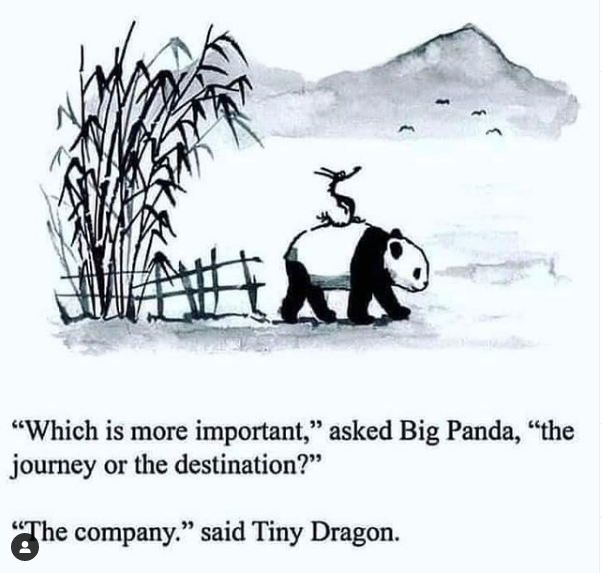 “Which is more important,” asked Big Panda, “the
journey or the destination?”
“The company.” said Tiny Dragon.